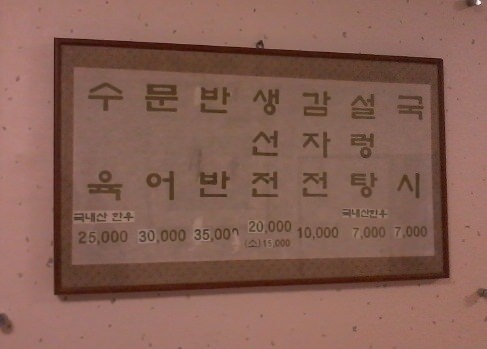 수육
문어
반반
생선전
감자전
설렁탕
국시
국내산 한우
국내산한우
25,000 30,000 35,000 20,000 10,000 7,000 7,000
(소) 15,000